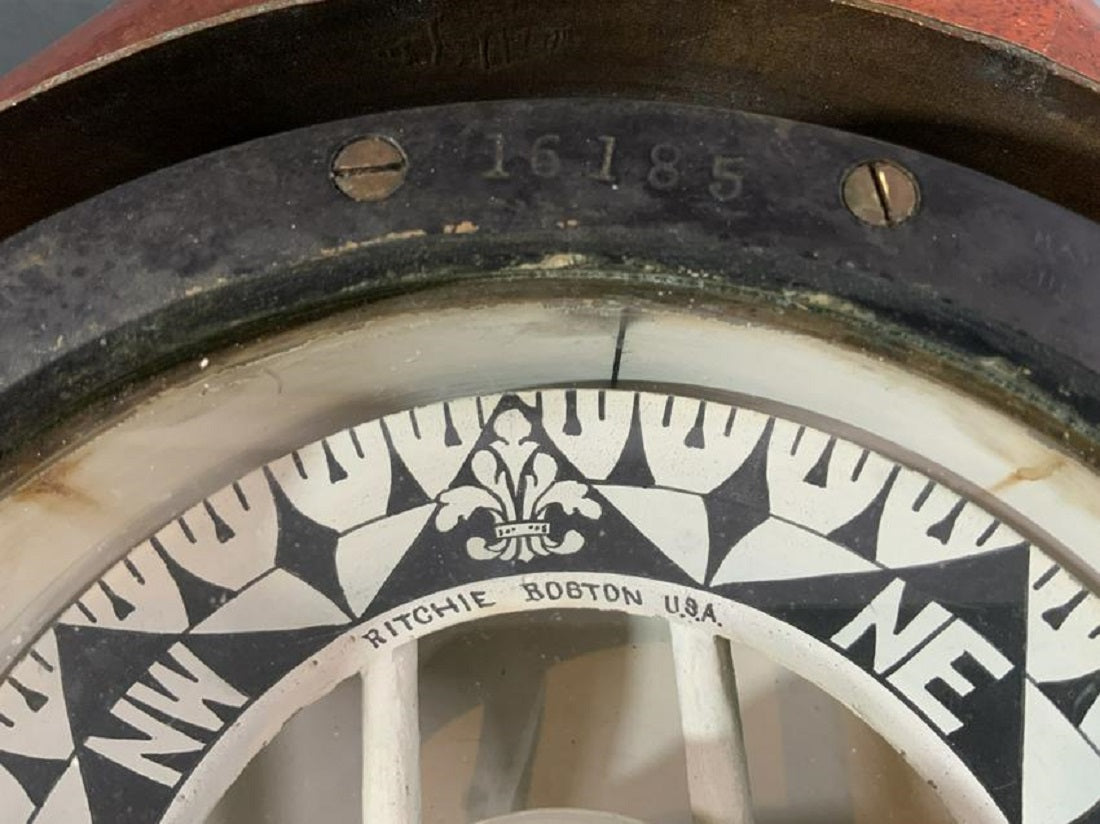 16185
RITCHIE BOSTON U.S.A.
NW
NE